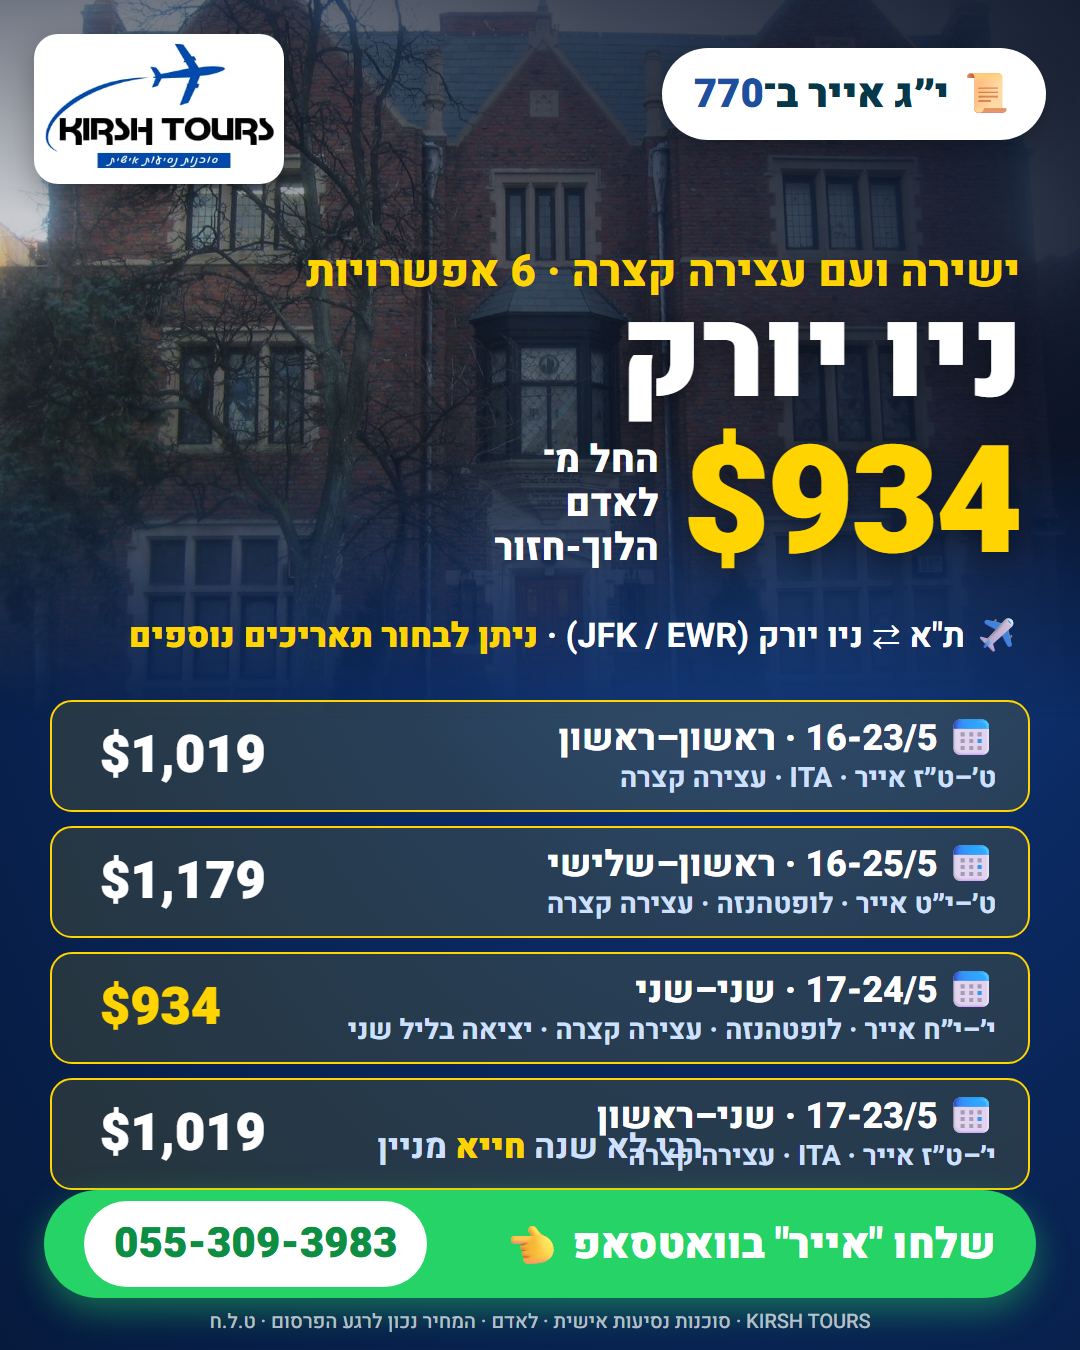 KIRSH TOURS
סוכנות נסיעות אישית
י״ג אייר ב־770
ישירה ועם עצירה קצרה · 6 אפשרויות
ניו יורק
$934
החל מ־
לאדם
הלוך-חזור
ת"א ⇄ ניו יורק (JFK / EWR) · ניתן לבחור תאריכים נוספים
16-23/5 · ראשון–ראשון
ט׳–ט״ז אייר · ITA · עצירה קצרה
$1,019
16-25/5 · ראשון–שלישי
ט׳–י״ט אייר · לופטהנזה · עצירה קצרה
$1,179
17-24/5 · שני–שני
י׳–י״ח אייר · לופטהנזה · עצירה קצרה · יציאה בליל שני
$934
17-23/5 · שני–ראשון
י׳–ט״ז אייר · ITA · עצירה קצרה
$1,019
לא שנה חייא מניין
שלחו "אייר" בוואטסאפ
055-309-3983
KIRSH TOURS · סוכנות נסיעות אישית · לאדם · המחיר נכון לרגע הפרסום · ט.ל.ח